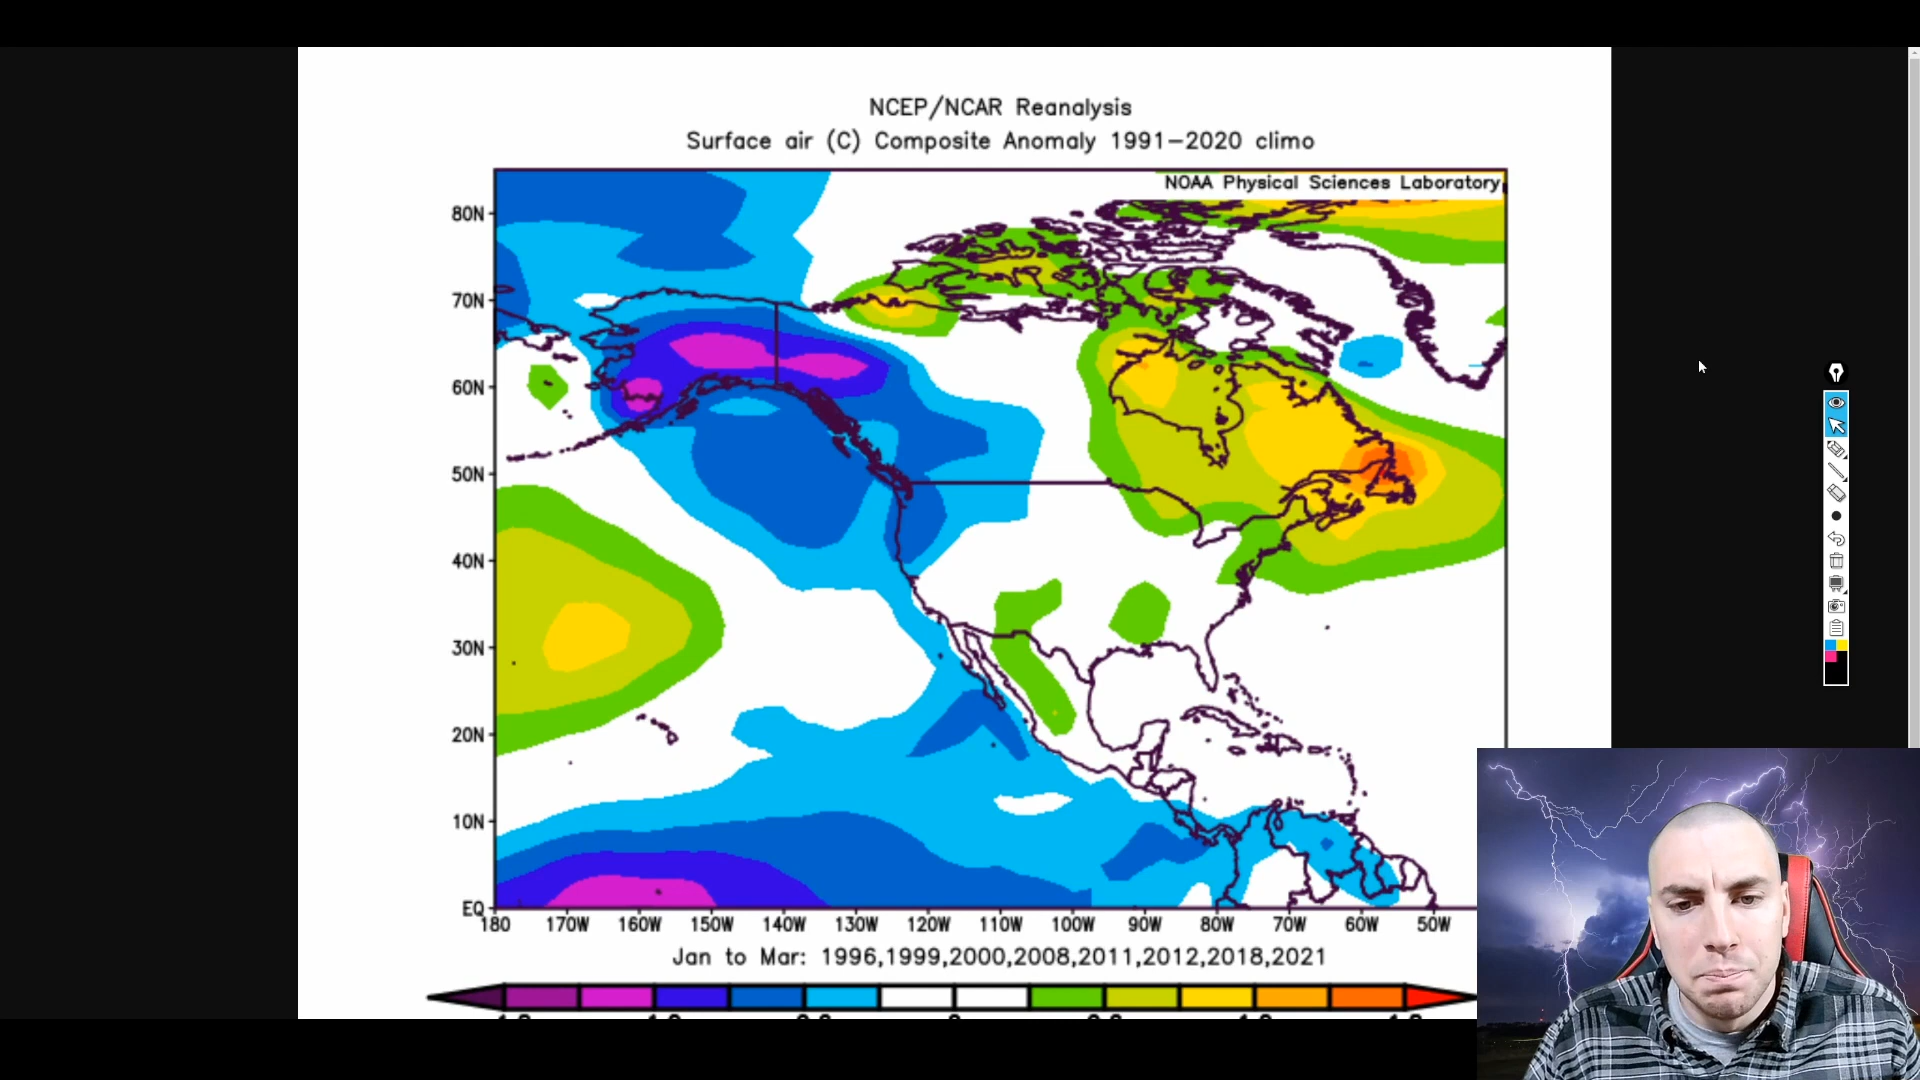 NCEP/NCAR Reanalysis
Surface air (C) Composite Anomaly 1991-2020 climo
NOAA Physical Sciences Laboratory
80N
70N
60N
50N
40N
30N
20N
10N
EQ
180 170W 160W 150W 140W 130W 120W 110W 100W 90W 80W 70W 60W 50W
Jan to Mar: 1996,1999,2000,2008,2011,2012,2018,2021